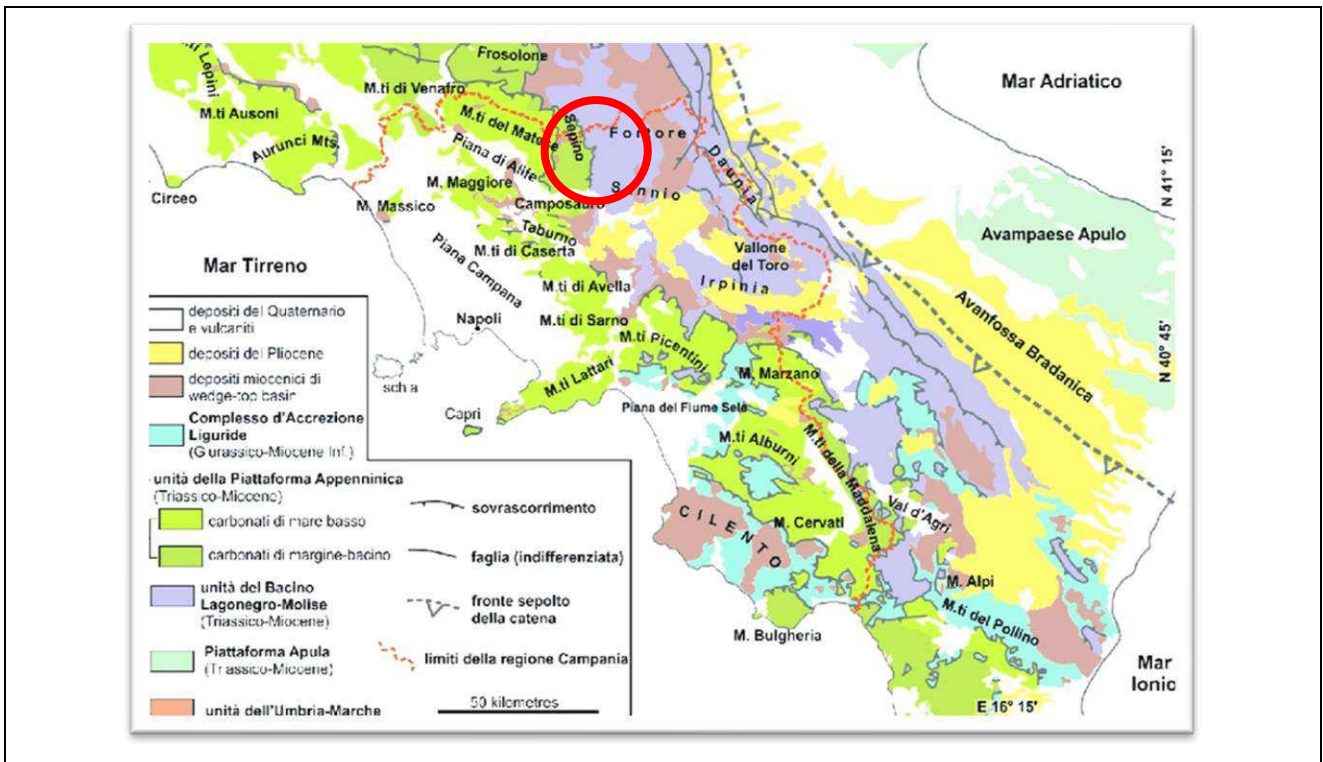 Frosolone
M.ti Lepini
M.ti di Venafro
M.ti Ausoni
M.ti del Matese
Sepino
Fortore
Aurunci Mts.
Piana di Alife
Daunia
Circeo
M. Maggiore
Sannio
M. Massico
Camposauro
Taburno
M.ti di Caserta
Piana Campana
Vallone
del Toro
Mar Adriatico
N 41° 15'
Avampaese Apulo
Mar Tirreno
M.ti di Avella
Irpinia
Avanfossa Bradanica
Napoli
M.ti di Sarno
M.ti Picentini
N 40° 45'
schia
M.ti Lattari
M. Marzano
Capri
Piana del Fiume Sele
M.ti Alburni
M.ti della Maddalena
Val d'Agri
CILENTO
M. Cervati
M. Alpi
M.ti del Pollino
M. Bulgheria
Mar
Ionio
E 16° 15'
depositi del Quaternario
e vulcaniti
depositi del Pliocene
depositi miocenici di
wedge-top basin
Complesso d'Accrezione
Liguride
(Giurassico-Miocene Inf.)
unità della Piattaforma Appenninica
(Triassico-Miocene)
carbonati di mare basso
carbonati di margine-bacino
unità del Bacino
Lagonegro-Molise
(Triassico-Miocene)
Piattaforma Apula
(Triassico-Miocene)
unità dell'Umbria-Marche
sovrascorrimento
faglia (indifferenziata)
fronte sepolto
della catena
limiti della regione Campania
50 kilometres